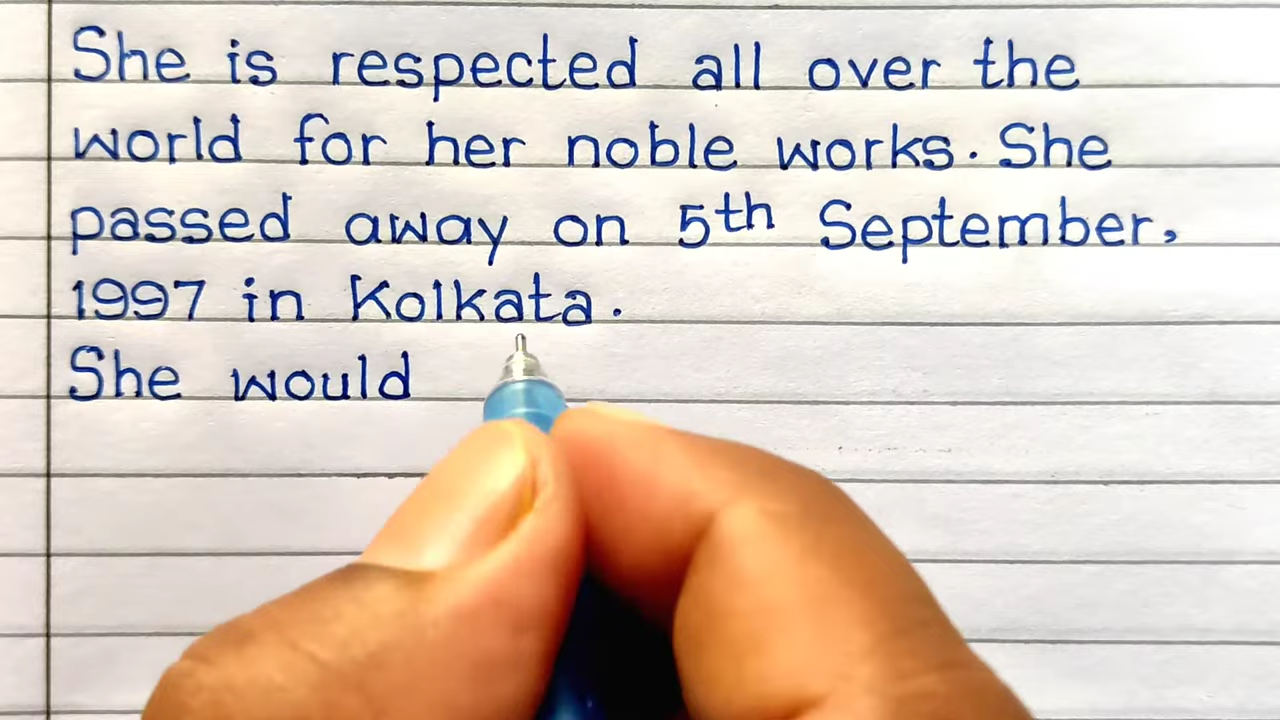 She is respected all over the
world for her noble works. She
passed away on 5th September,
1997 in Kolkata.
She would